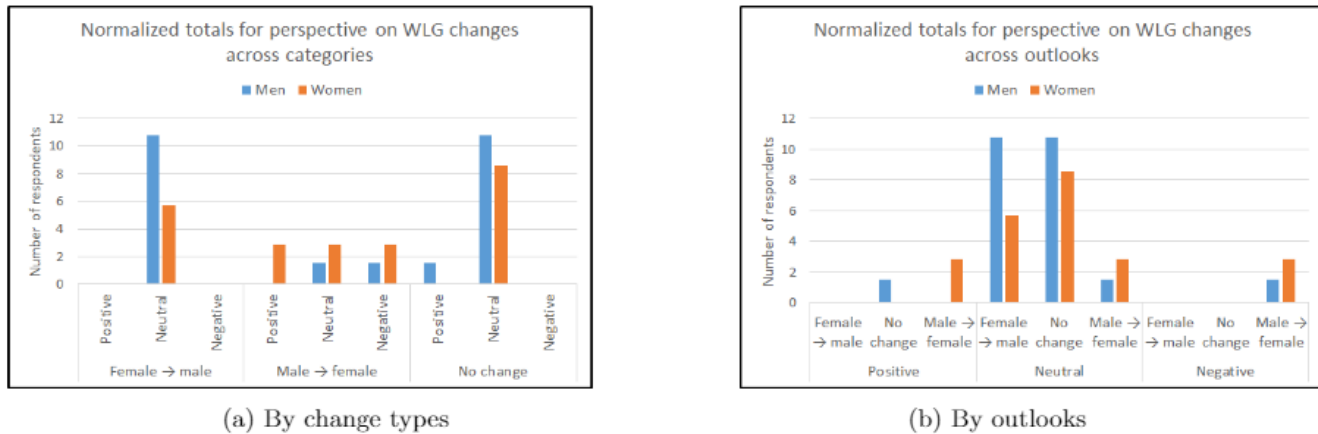 Normalized totals for perspective on WLG changes
across categories
Men Women
Number of respondents
12
10
8
6
4
2
0
Positive
Neutral
Negative
Positive
Neutral
Negative
Positive
Neutral
Negative
Female → male Male → female No change
(a) By change types
Normalized totals for perspective on WLG changes
across outlooks
Men Women
Number of respondents
12
10
8
6
4
2
0
Female No Male → Female No Male → Female No Male →
→ male change female → male change female → male change female
Positive Neutral Negative
(b) By outlooks